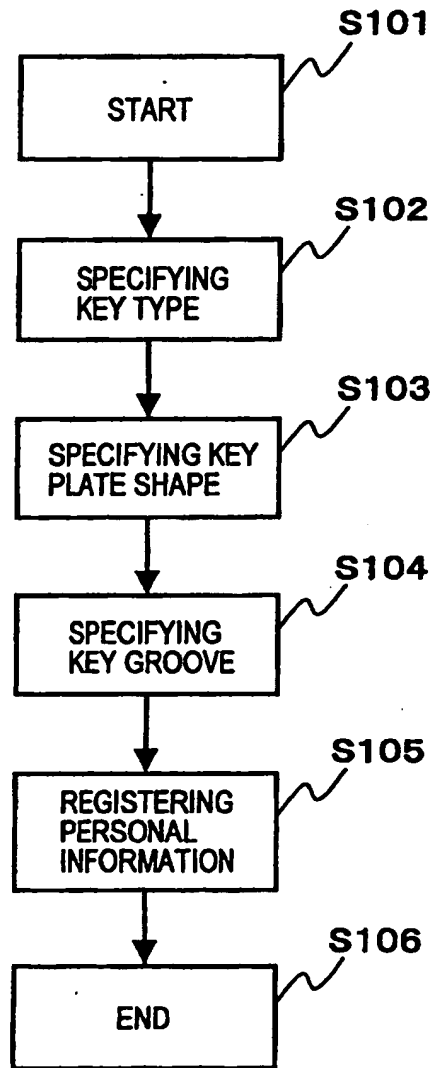 S101
START
S102
SPECIFYING
KEY TYPE
S103
SPECIFYING KEY
PLATE SHAPE
S104
SPECIFYING
KEY GROOVE
S105
REGISTERING
PERSONAL
INFORMATION
S106
END